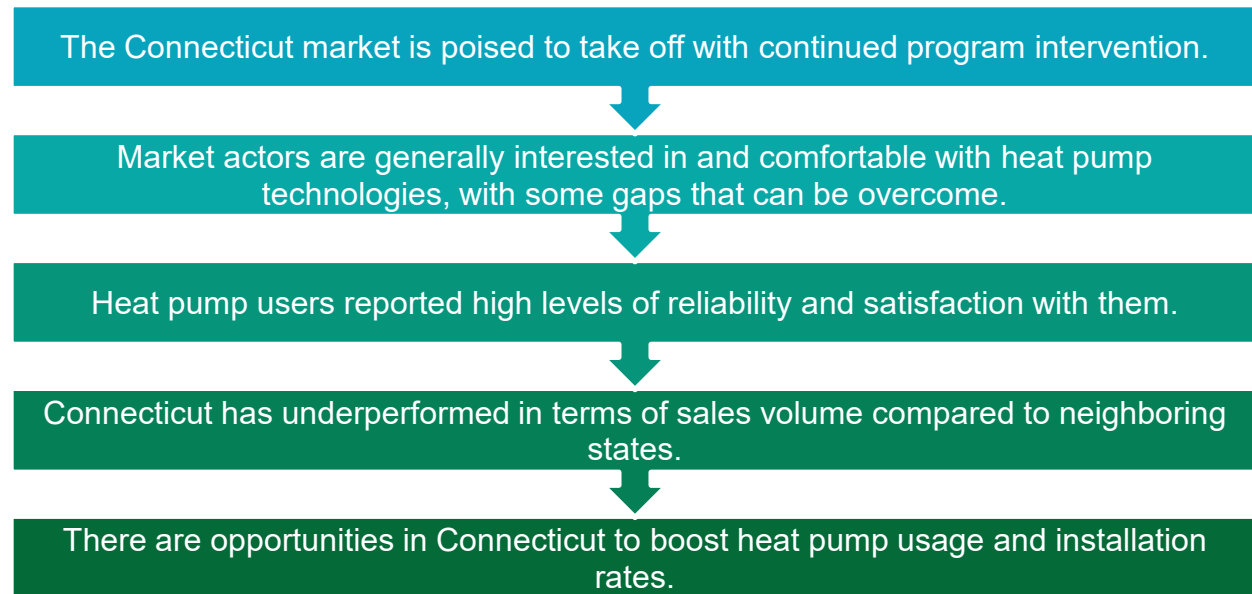 The Connecticut market is poised to take off with continued program intervention.
Market actors are generally interested in and comfortable with heat pump
technologies, with some gaps that can be overcome.
Heat pump users reported high levels of reliability and satisfaction with them.
Connecticut has underperformed in terms of sales volume compared to neighboring
states.
There are opportunities in Connecticut to boost heat pump usage and installation
rates.